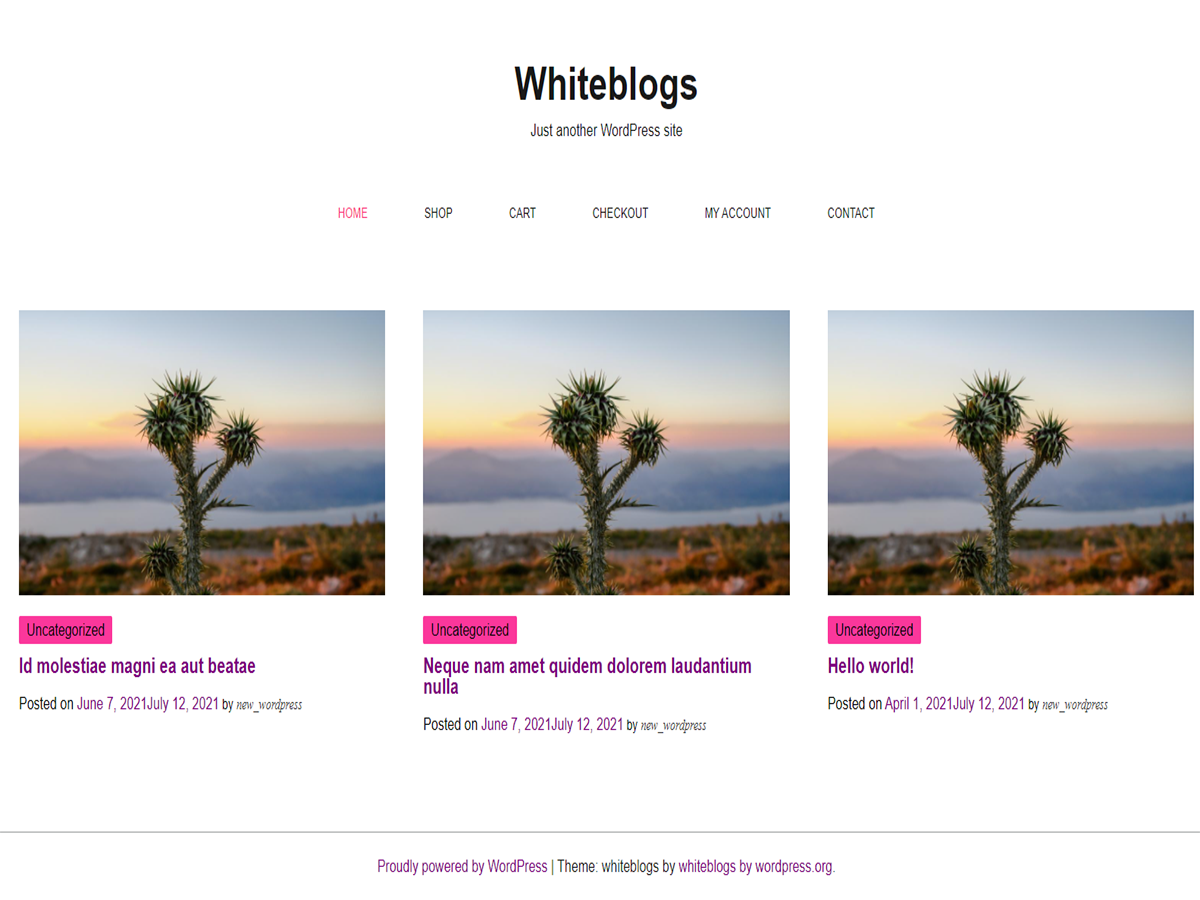 Whiteblogs
Just another WordPress site
HOME SHOP CART CHECKOUT MY ACCOUNT CONTACT
Uncategorized
Id molestiae magni ea aut beatae
Posted on June 7, 2021July 12, 2021 by new_wordpress
Uncategorized
Neque nam amet quidem dolorem laudantium
nulla
Posted on June 7, 2021July 12, 2021 by new_wordpress
Uncategorized
Hello world!
Posted on April 1, 2021July 12, 2021 by new_wordpress
Proudly powered by WordPress | Theme: whiteblogs by whiteblogs by wordpress.org.